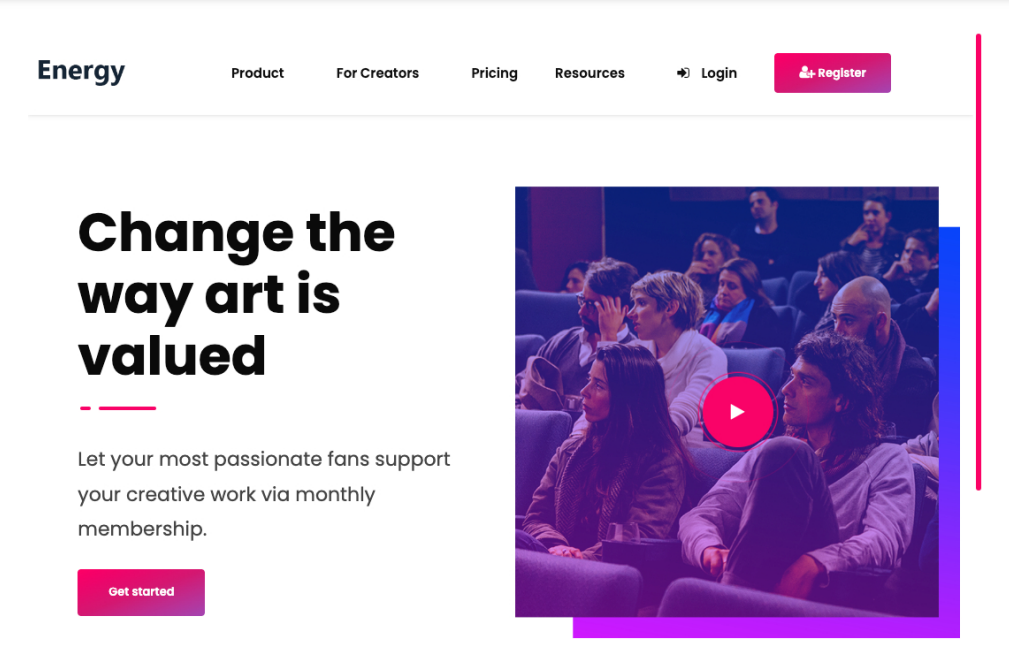 Energy
Product For Creators Pricing Resources Login Register
Change the
way art is
valued
Let your most passionate fans support
your creative work via monthly
membership.
Get started